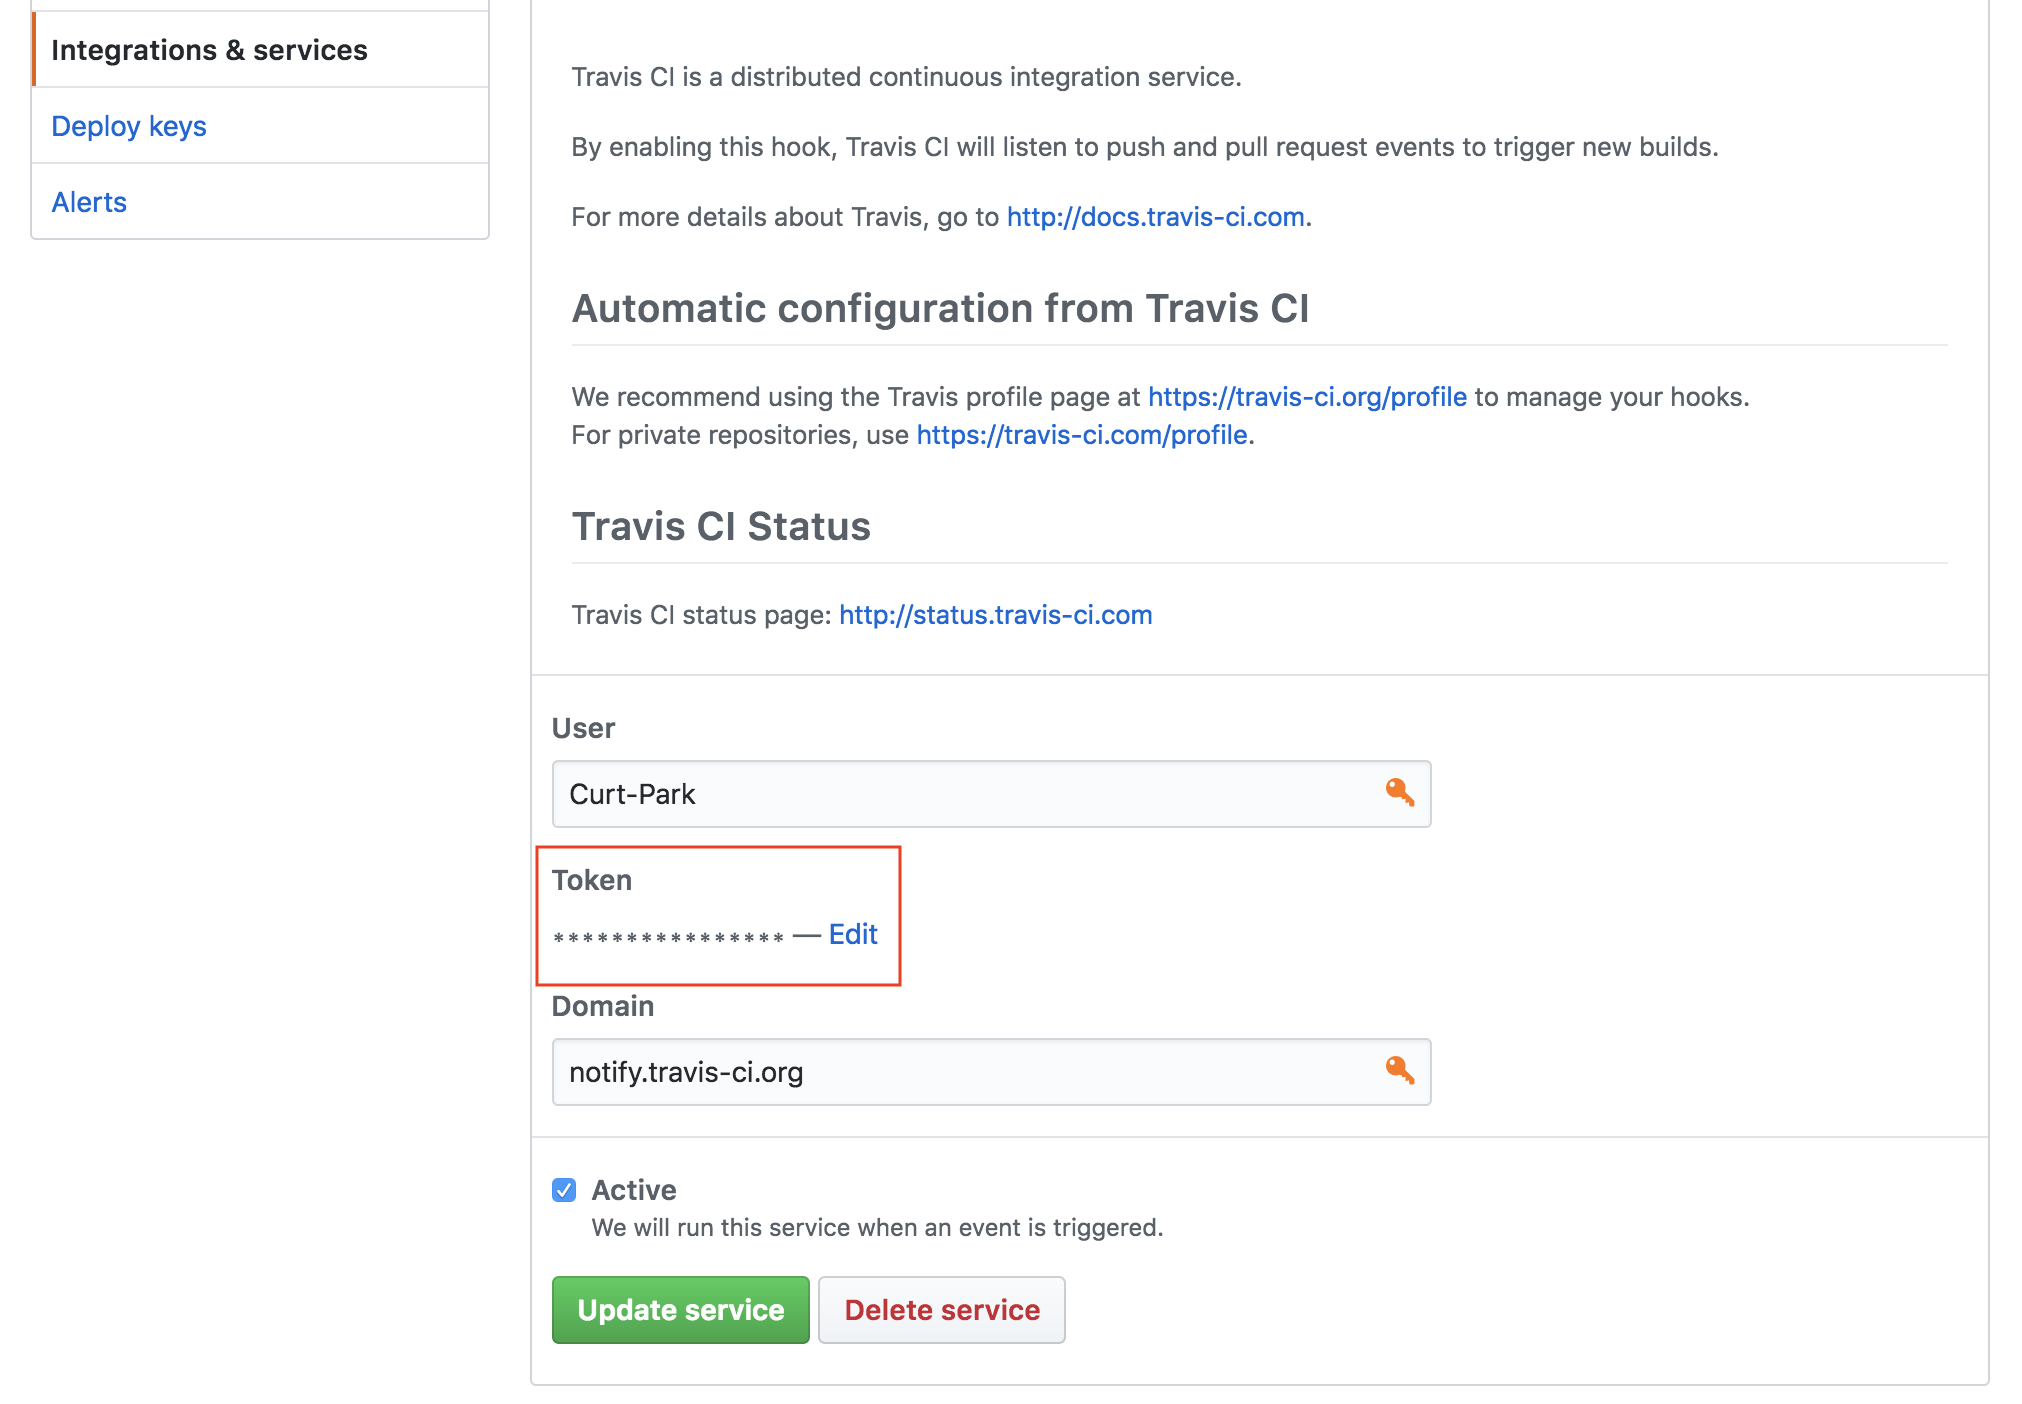 Integrations & services
Deploy keys
Alerts
Travis CI is a distributed continuous integration service.
By enabling this hook, Travis CI will listen to push and pull request events to trigger new builds.
For more details about Travis, go to http://docs.travis-ci.com.
Automatic configuration from Travis CI
We recommend using the Travis profile page at https://travis-ci.org/profile to manage your hooks.
For private repositories, use https://travis-ci.com/profile.
Travis CI Status
Travis CI status page: http://status.travis-ci.com
User
Curt-Park
Token
**************** — Edit
Domain
notify.travis-ci.org
Active
We will run this service when an event is triggered.
Update service
Delete service